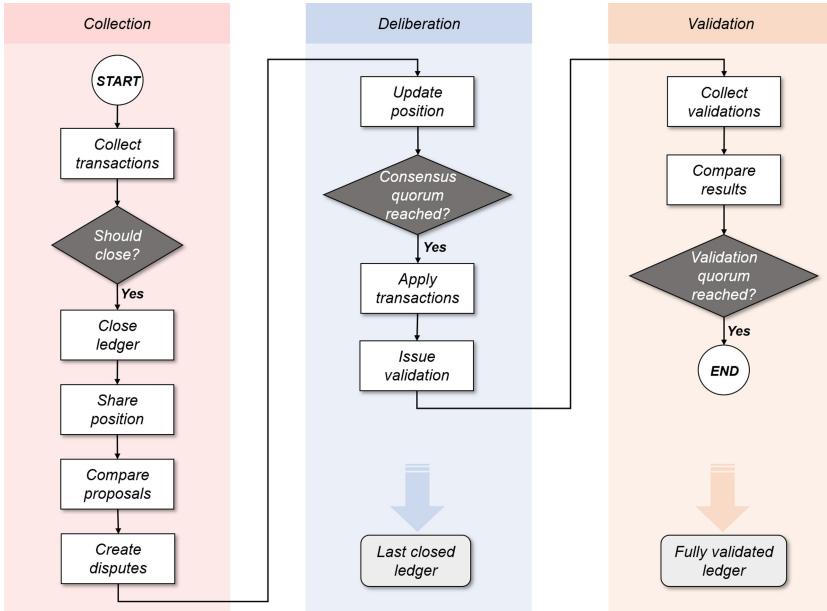 Collection
START
Collect
transactions
Should
close?
Yes
Close
ledger
Share
position
Compare
proposals
Create
disputes
Deliberation
Update
position
Consensus
quorum
reached?
Yes
Apply
transactions
Issue
validation
Last closed
ledger
Validation
Collect
validations
Compare
results
Validation
quorum
reached?
Yes
END
Fully validated
ledger